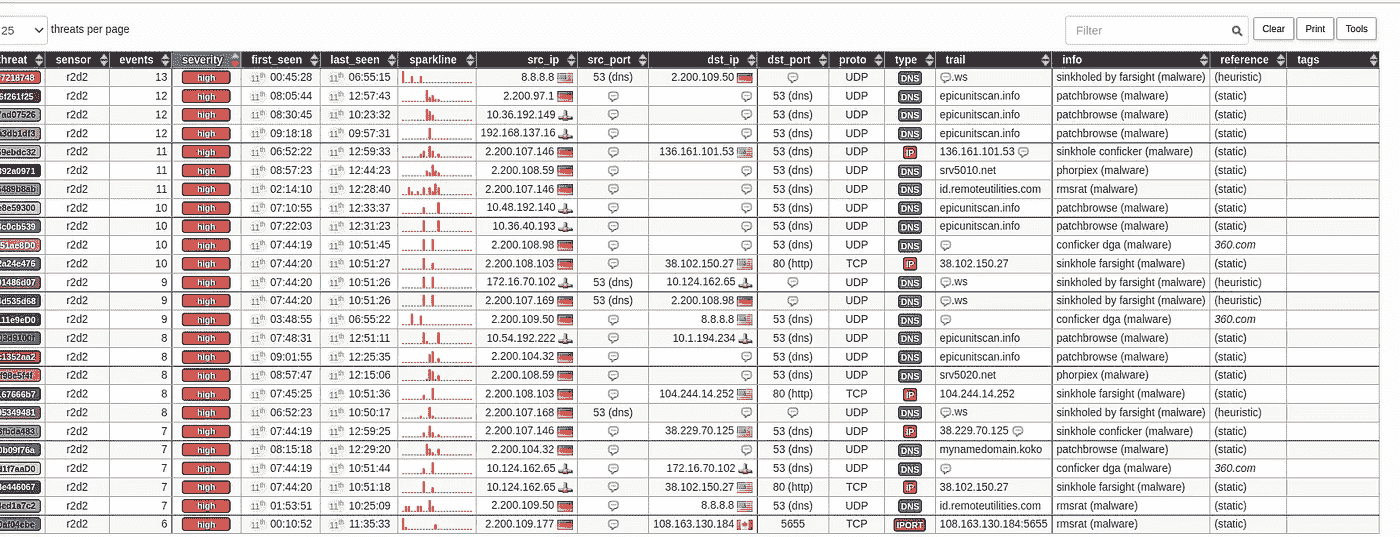 25 threats per page Filter Clear Print Tools
threat sensor events severity first_seen last_seen sparkline src_ip src_port dst_ip dst_port proto type trail info reference tags
7218748 r2d2 13 high 11th 00:45:28 11th 06:55:15 8.8.8.8 53 (dns) 2.200.109.50 UDP DNS .ws sinkholed by farsight (malware) (heuristic)
6f261f25 r2d2 12 high 11th 08:05:44 11th 12:57:43 2.200.97.1 53 (dns) UDP DNS epicunitscan.info patchbrowse (malware) (static)
7ad07526 r2d2 12 high 11th 08:30:45 11th 10:23:32 10.36.192.149 53 (dns) UDP DNS epicunitscan.info patchbrowse (malware) (static)
a3db1df3 r2d2 12 high 11th 09:18:18 11th 09:57:31 192.168.137.16 53 (dns) UDP DNS epicunitscan.info patchbrowse (malware) (static)
59ebdc32 r2d2 11 high 11th 06:52:22 11th 12:59:33 2.200.107.146 136.161.101.53 53 (dns) UDP IP 136.161.101.53 sinkhole conficker (malware) (static)
392a0971 r2d2 11 high 11th 08:57:23 11th 12:44:23 2.200.108.59 53 (dns) UDP DNS srv5010.net phorpiex (malware) (static)
5489b8ab r2d2 11 high 11th 02:14:10 11th 12:28:40 2.200.107.146 53 (dns) UDP DNS id.remoteutilities.com rmsrat (malware) (static)
e8e59300 r2d2 10 high 11th 07:10:55 11th 12:33:37 10.48.192.140 53 (dns) UDP DNS epicunitscan.info patchbrowse (malware) (static)
8c0cb539 r2d2 10 high 11th 07:22:03 11th 12:31:23 10.36.40.193 53 (dns) UDP DNS epicunitscan.info patchbrowse (malware) (static)
51ae8D0 r2d2 10 high 11th 07:44:19 11th 10:51:45 2.200.108.98 53 (dns) UDP DNS conficker dga (malware) 360.com
2a24e476 r2d2 10 high 11th 07:44:20 11th 10:51:27 2.200.108.103 38.102.150.27 80 (http) TCP IP 38.102.150.27 sinkhole farsight (malware) (static)
91486d07 r2d2 9 high 11th 07:44:20 11th 10:51:26 172.16.70.102 53 (dns) 10.124.162.65 UDP DNS .ws sinkholed by farsight (malware) (heuristic)
4d535d68 r2d2 9 high 11th 07:44:20 11th 10:51:26 2.200.107.169 53 (dns) 2.200.108.98 UDP DNS .ws sinkholed by farsight (malware) (heuristic)
11e9eD0 r2d2 9 high 11th 03:48:55 11th 06:55:22 2.200.109.50 8.8.8.8 53 (dns) UDP DNS conficker dga (malware) 360.com
r2d2 8 high 11th 07:48:31 11th 12:51:11 10.54.192.222 10.1.194.234 53 (dns) UDP DNS epicunitscan.info patchbrowse (malware) (static)
c1352aa2 r2d2 8 high 11th 09:01:55 11th 12:25:35 2.200.104.32 53 (dns) UDP DNS epicunitscan.info patchbrowse (malware) (static)
r2d2 8 high 11th 08:57:47 11th 12:15:06 2.200.108.59 53 (dns) UDP DNS srv5020.net phorpiex (malware) (static)
167666b7 r2d2 8 high 11th 07:45:25 11th 10:51:36 2.200.108.103 104.244.14.252 80 (http) TCP IP 104.244.14.252 sinkhole farsight (malware) (static)
95349481 r2d2 8 high 11th 06:52:23 11th 10:50:17 2.200.107.168 53 (dns) UDP DNS .ws sinkholed by farsight (malware) (heuristic)
8fbda483 r2d2 7 high 11th 07:44:19 11th 12:59:25 2.200.107.146 38.229.70.125 53 (dns) UDP IP 38.229.70.125 sinkhole conficker (malware) (static)
0b09f76a r2d2 7 high 11th 08:15:18 11th 12:29:20 2.200.104.32 53 (dns) UDP DNS mynamedomain.koko patchbrowse (malware) (static)
d1f7aaD0 r2d2 7 high 11th 07:44:19 11th 10:51:44 10.124.162.65 172.16.70.102 53 (dns) UDP DNS conficker dga (malware) 360.com
8e446067 r2d2 7 high 11th 07:44:20 11th 10:51:18 10.124.162.65 38.102.150.27 80 (http) TCP IP 38.102.150.27 sinkhole farsight (malware) (static)
4ed1a7c2 r2d2 7 high 11th 01:53:51 11th 10:25:09 2.200.109.50 8.8.8.8 53 (dns) UDP DNS id.remoteutilities.com rmsrat (malware) (static)
0af04ebc r2d2 6 high 11th 00:10:52 11th 11:35:33 2.200.109.177 108.163.130.184 5655 TCP IPORT 108.163.130.184:5655 rmsrat (malware) (static)